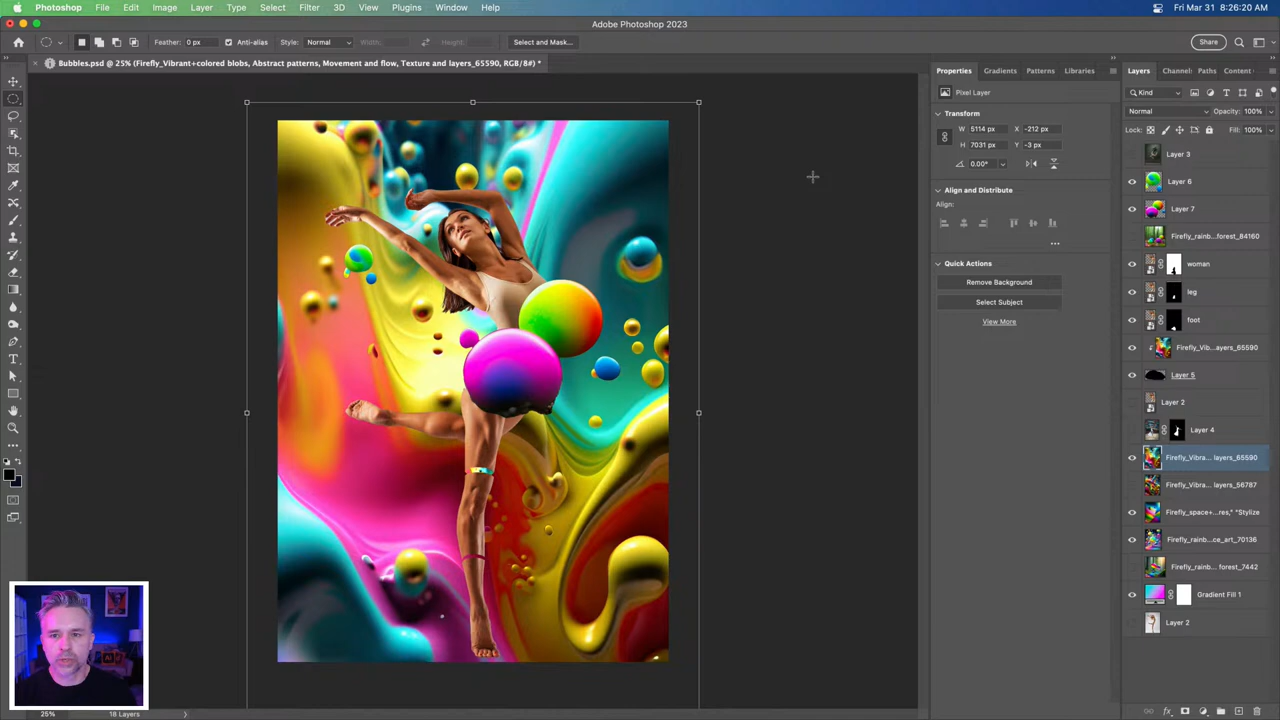 Photoshop File Edit Image Layer Type Select Filter 3D View Plugins Window Help Fri Mar 31 8:26:20 AM
Adobe Photoshop 2023
Feather: 0 px Anti-alias Style: Normal Width: Height: Select and Mask... Share
Bubbles.psd @ 25% (Firefly_Vibrant+colored blobs, Abstract patterns, Movement and flow, Texture and layers_65590, RGB/8#) *
Properties Gradients Patterns Libraries
Pixel Layer
Transform
W 5114 px X -212 px
H 7031 px Y -3 px
0.00°
Align and Distribute
Align:
Quick Actions
Remove Background
Select Subject
View More
Layers Channel: Paths Content
Kind
Normal Opacity: 100%
Lock: Fill: 100%
Layer 3
Layer 6
Layer 7
Firefly_rainb...forest_84160
woman
leg
foot
Firefly_Vib...ayers_65590
Layer 5
Layer 2
Layer 4
Firefly_Vibra... layers_65590
Firefly_Vibra... layers_56787
Firefly_space+...res," "Stylize
Firefly_rainb...ce_art_70136
Firefly_rainb... forest_7442
Gradient Fill 1
Layer 2
Ai
25% 18 Layers